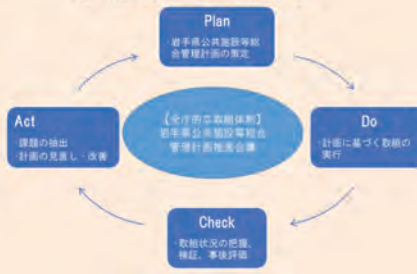 Plan
・岩手県公共施設等総
合管理計画の策定
Act
・課題の抽出
・計画の見直し・改善
【全庁的な取組体制】
岩手県公共施設等総合
管理計画推進会議
Do
・計画に基づく取組の
実行
Check
・取組状況の把握、
検証、事後評価